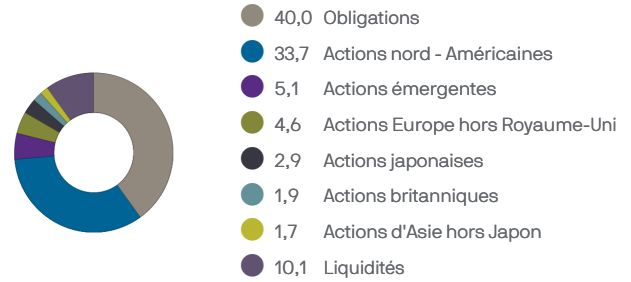 40,0 Obligations
33,7 Actions nord - Américaines
5,1 Actions émergentes
4,6 Actions Europe hors Royaume-Uni
2,9 Actions japonaises
1,9 Actions britanniques
1,7 Actions d'Asie hors Japon
10,1 Liquidités